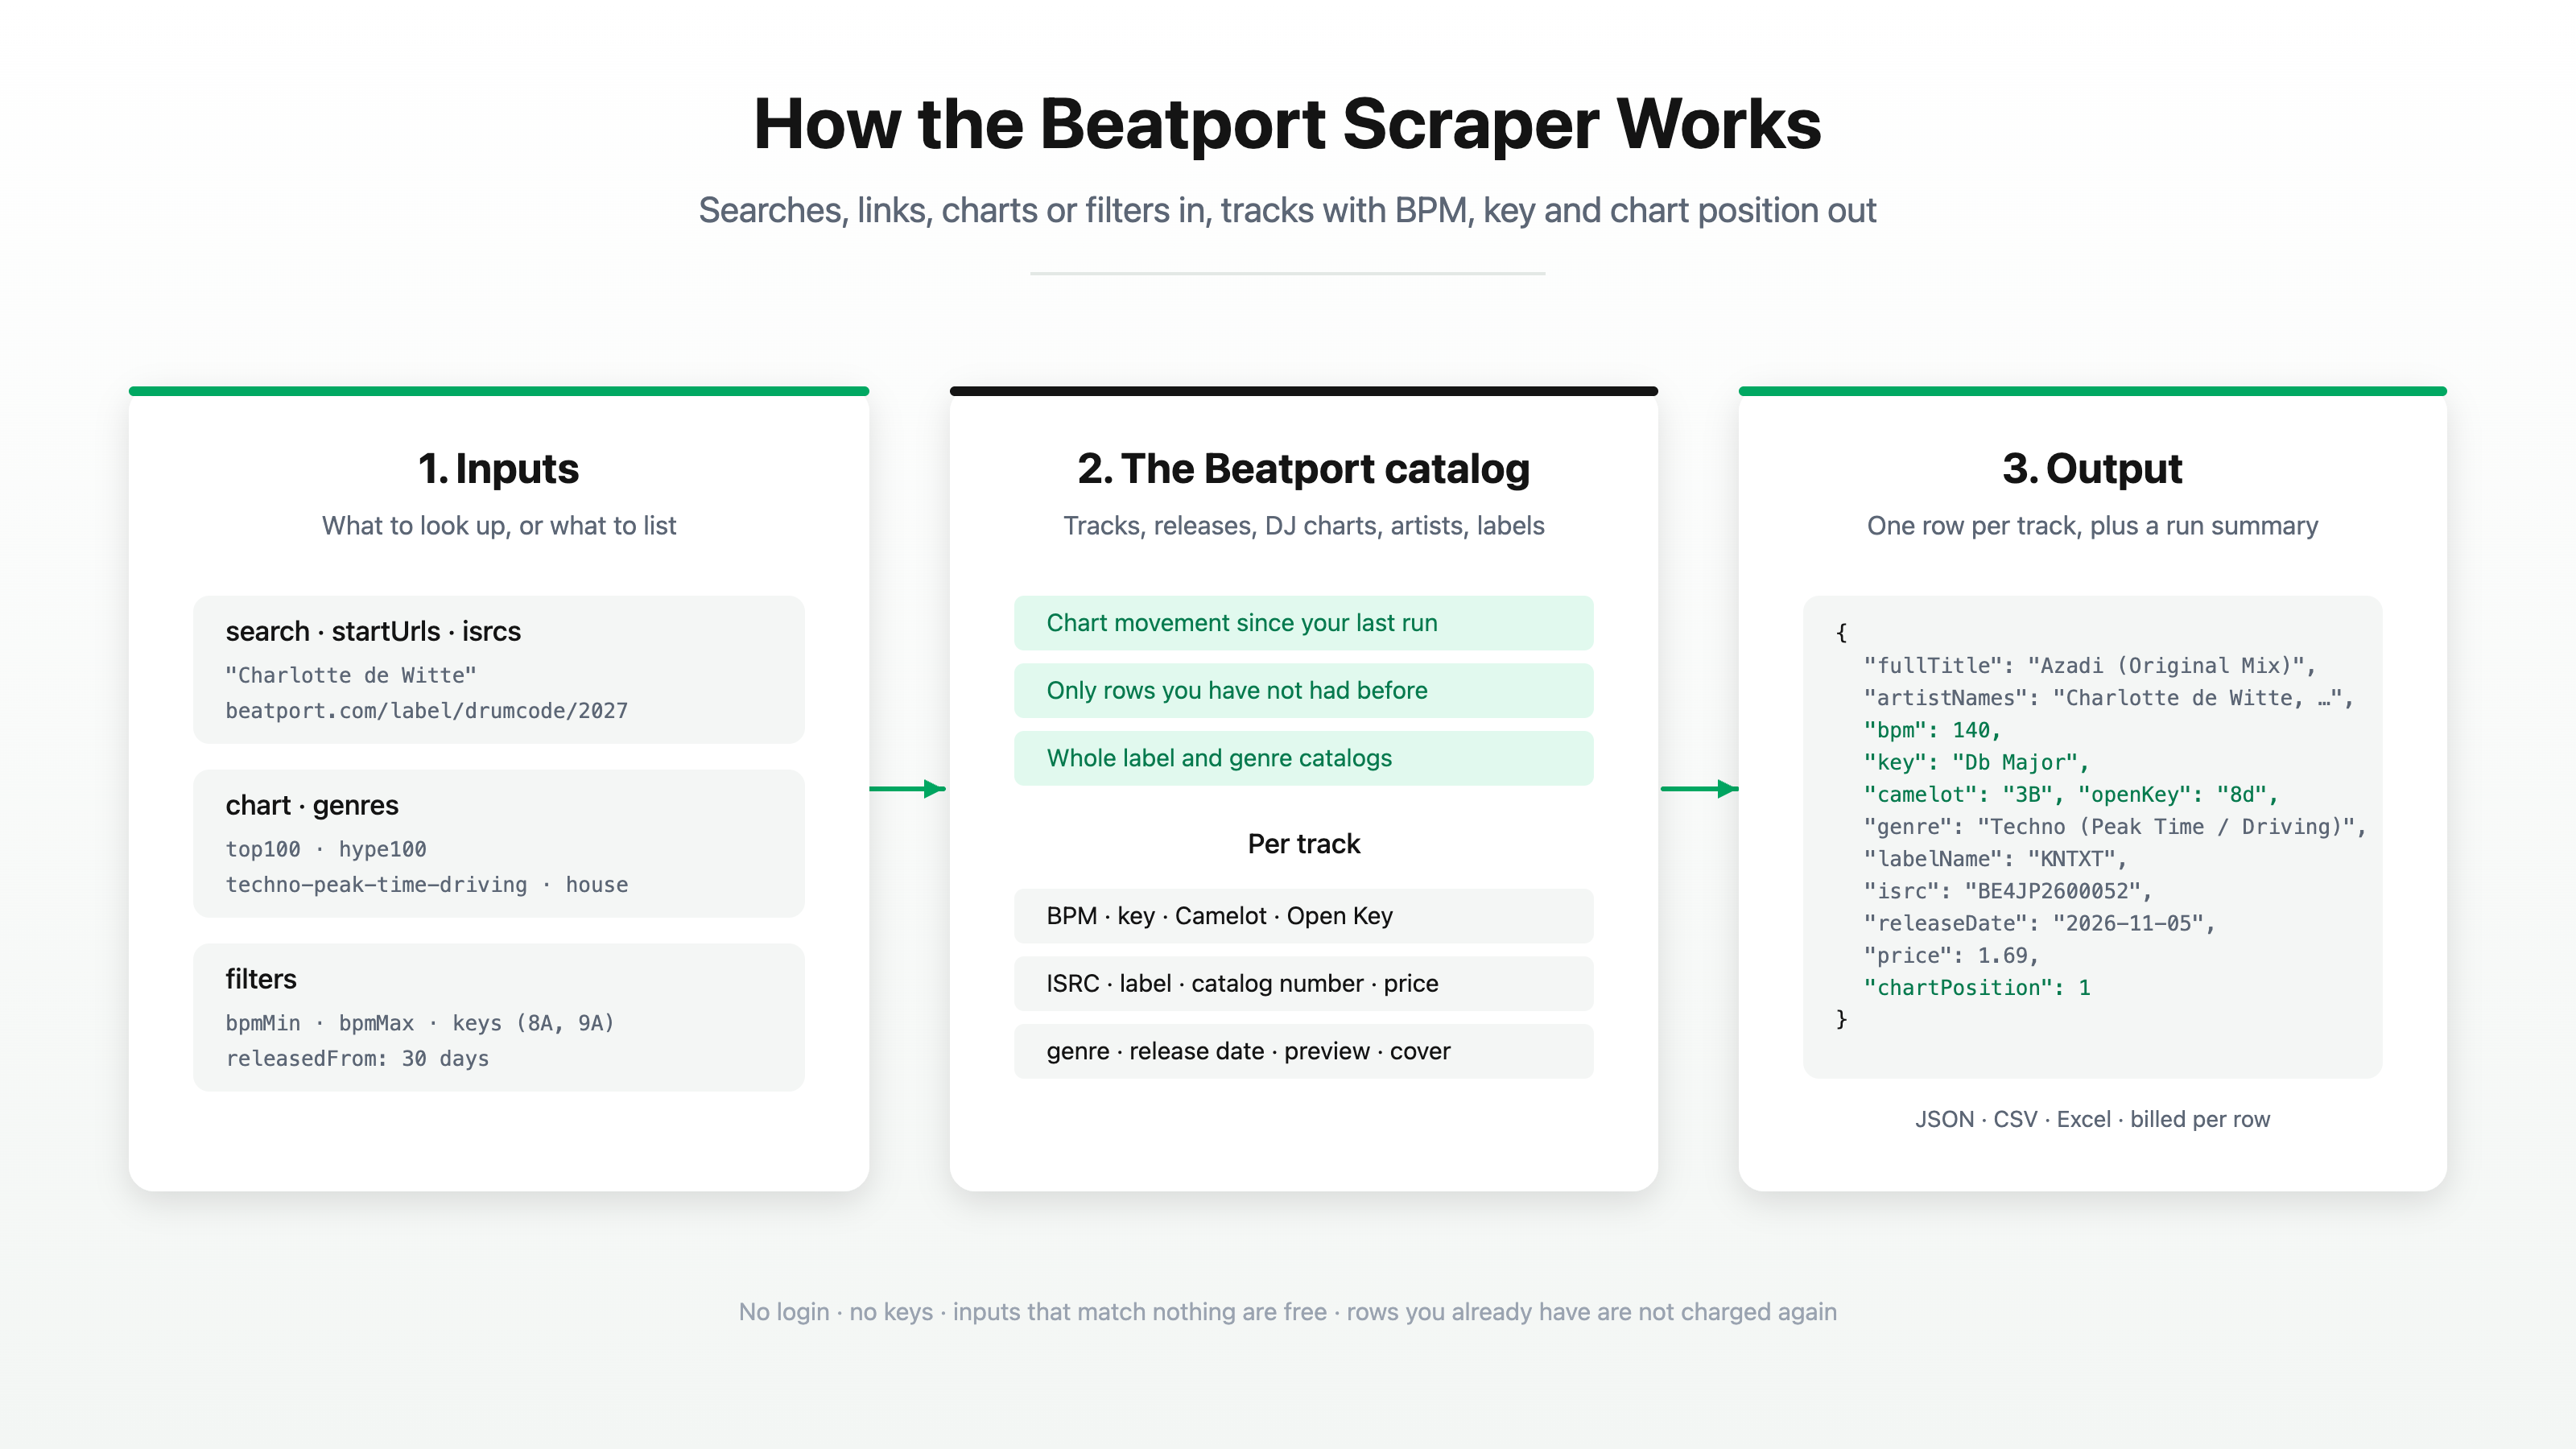 How the Beatport Scraper Works
Searches, links, charts or filters in, tracks with BPM, key and chart position out
1. Inputs
What to look up, or what to list
search · startUrls · isrcs
"Charlotte de Witte"
beatport.com/label/drumcode/2027
chart · genres
top100 · hype100
techno-peak-time-driving · house
filters
bpmMin · bpmMax · keys (8A, 9A)
releasedFrom: 30 days
2. The Beatport catalog
Tracks, releases, DJ charts, artists, labels
Chart movement since your last run
Only rows you have not had before
Whole label and genre catalogs
Per track
BPM · key · Camelot · Open Key
ISRC · label · catalog number · price
genre · release date · preview · cover
3. Output
One row per track, plus a run summary
{
"fullTitle": "Azadi (Original Mix)",
"artistNames": "Charlotte de Witte, …",
"bpm": 140,
"key": "Db Major",
"camelot": "3B", "openKey": "8d",
"genre": "Techno (Peak Time / Driving)",
"labelName": "KNTXT",
"isrc": "BE4JP2600052",
"releaseDate": "2026-11-05",
"price": 1.69,
"chartPosition": 1
}
JSON · CSV · Excel · billed per row
No login · no keys · inputs that match nothing are free · rows you already have are not charged again